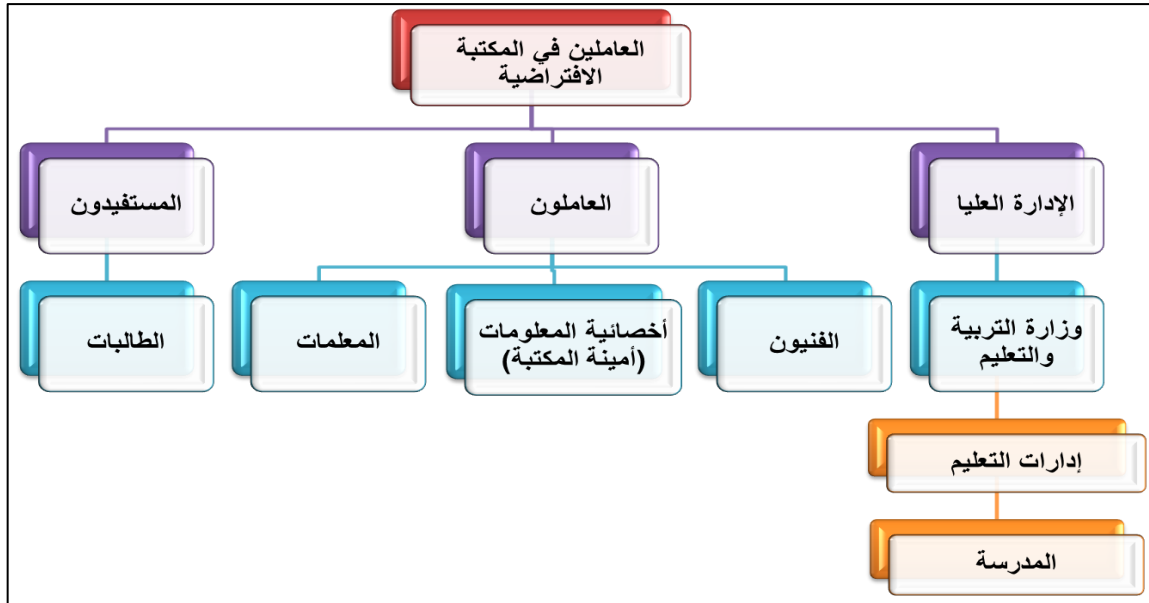 العاملين في المكتبة
الافتراضية
الإدارة العليا
العاملون
المستفيدون
وزارة التربية
والتعليم
الفنيون
أخصائية المعلومات
(أمينة المكتبة)
المعلمات
الطالبات
إدارات التعليم
المدرسة